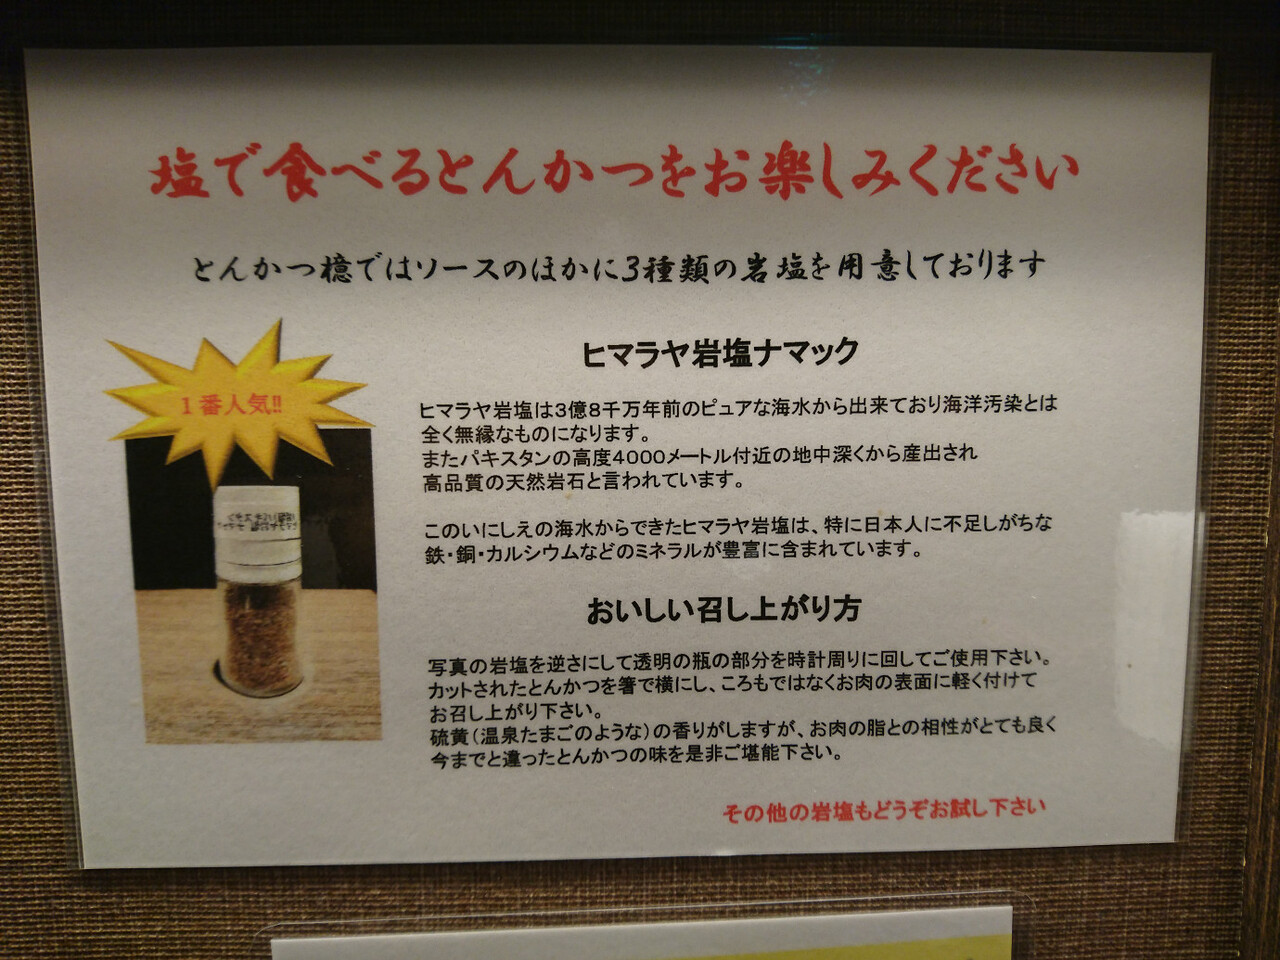 塩で食べるとんかつをお楽しみください
とんかつ檍ではソースのほかに3種類の岩塩を用意しております
1番人気!!
ヒマラヤ岩塩ナマック
ヒマラヤ岩塩は3億8千万年前のピュアな海水から出来ており海洋汚染とは
全く無縁なものになります。
またパキスタンの高度4000メートル付近の地中深くから産出され
高品質の天然岩石と言われています。
このいにしえの海水からできたヒマラヤ岩塩は、特に日本人に不足しがちな
鉄・銅・カルシウムなどのミネラルが豊富に含まれています。
おいしい召し上がり方
写真の岩塩を逆さにして透明の瓶の部分を時計周りに回してご使用下さい。
カットされたとんかつを箸で横にし、ころもではなくお肉の表面に軽く付けて
お召し上がり下さい。
硫黄(温泉たまごのような)の香りがしますが、お肉の脂との相性がとても良く
今までと違ったとんかつの味を是非ご堪能下さい。
その他の岩塩もどうぞお試し下さい